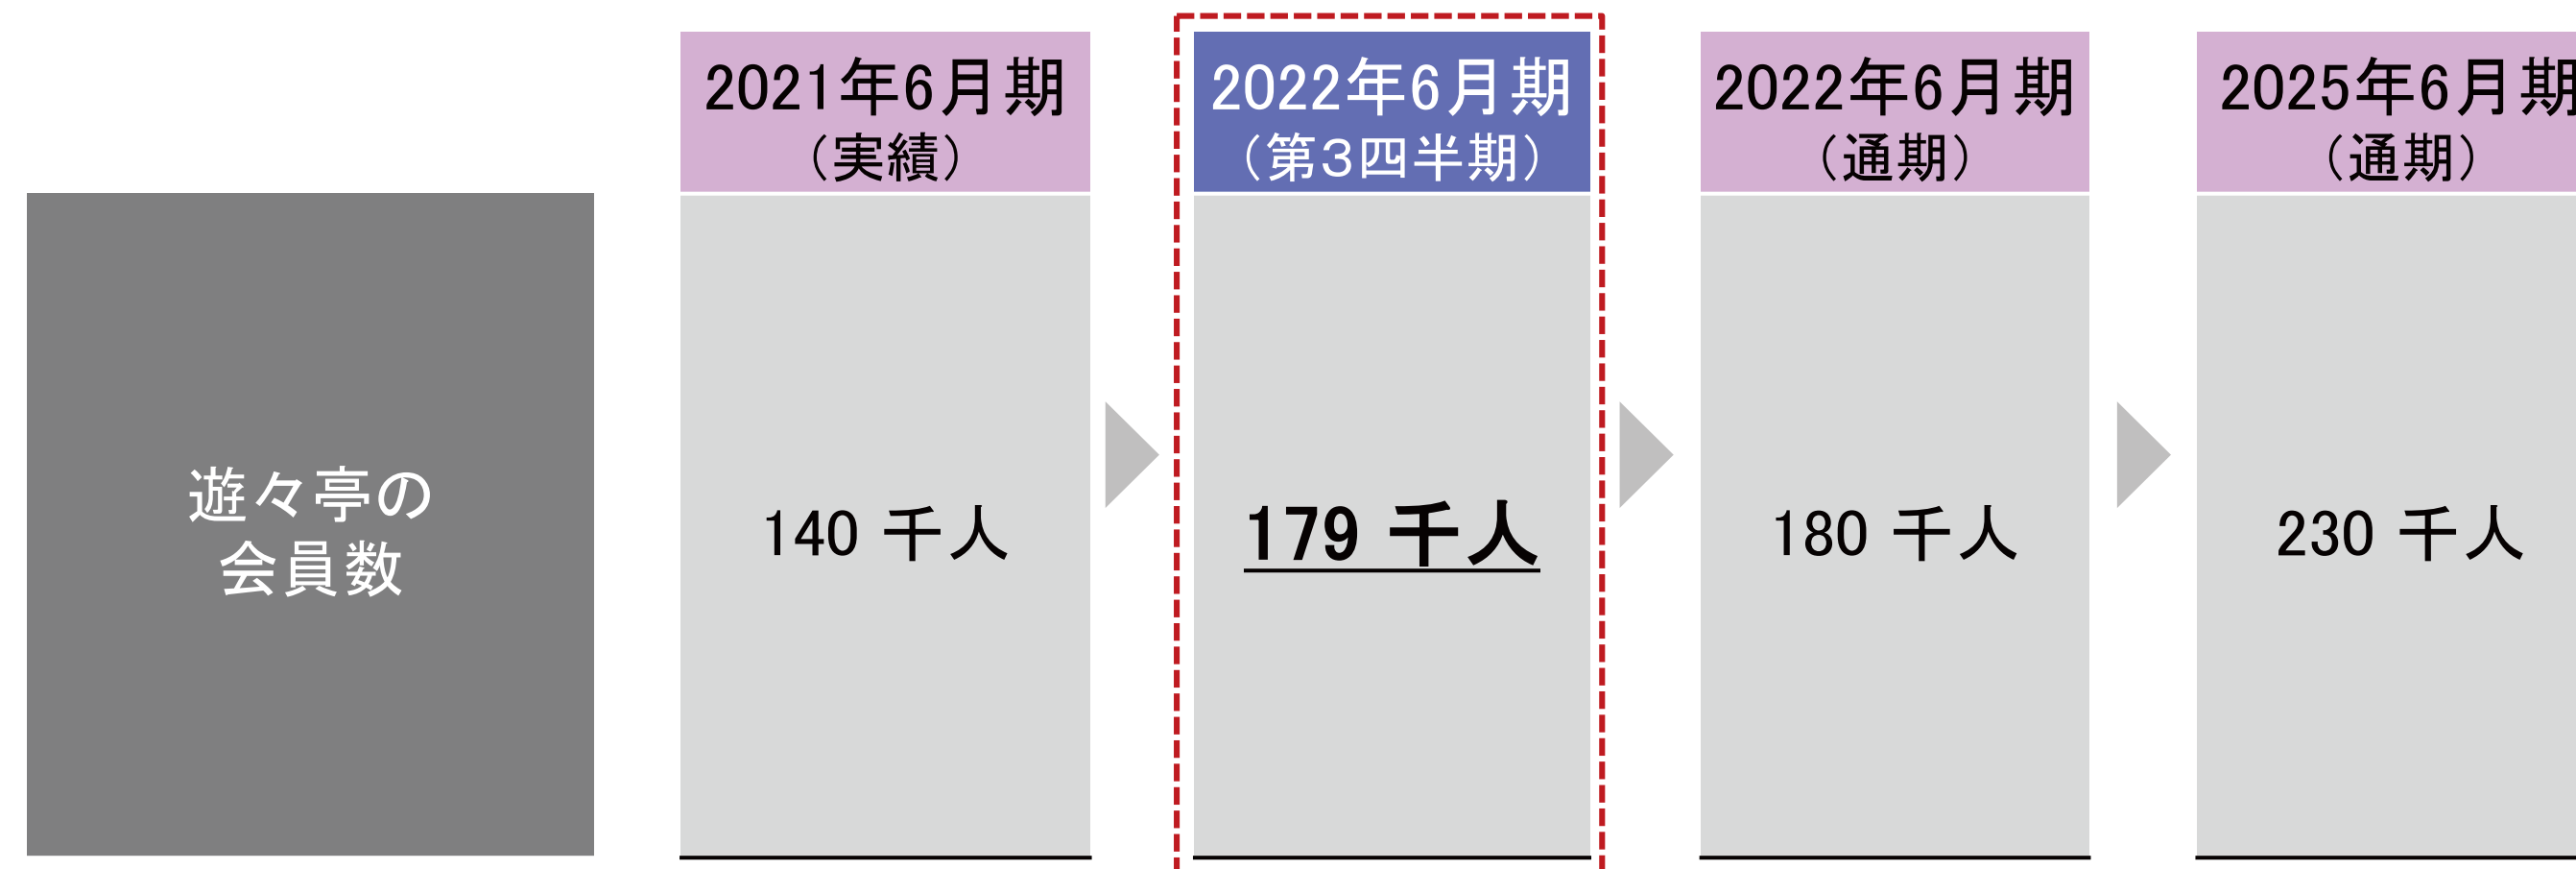 2021年6月期
（実績）
2022年6月期
（第3四半期）
2022年6月期
（通期）
2025年6月期
（通期）
遊々亭の
会員数
140 千人
179 千人
180 千人
230 千人